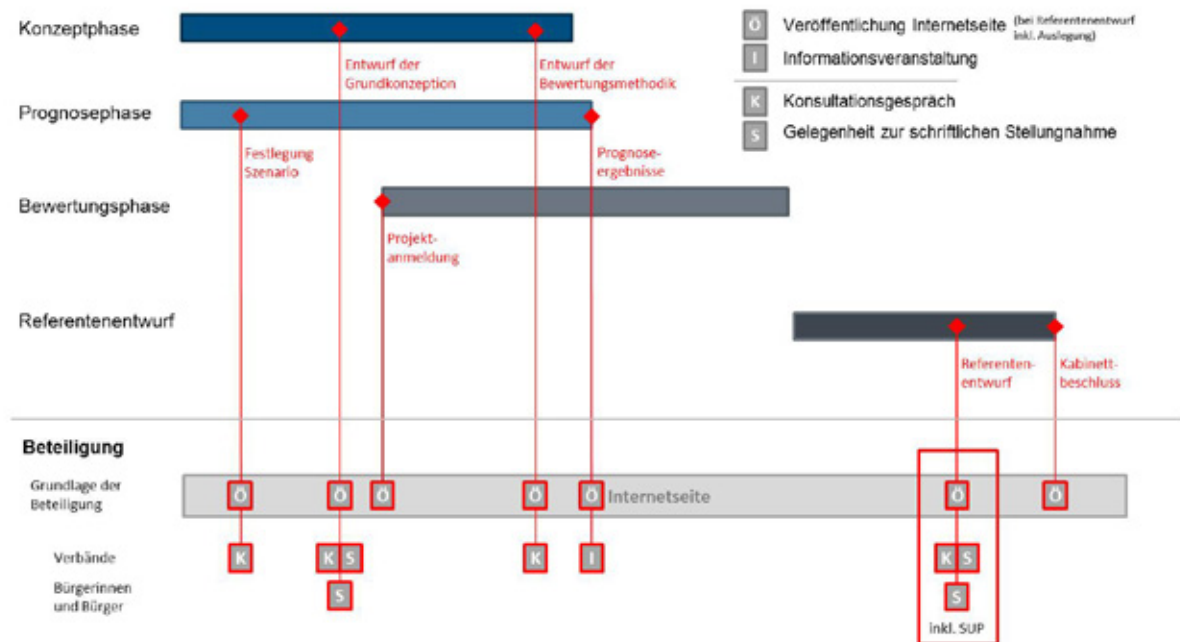 Konzeptphase
Entwurf der
Grundkonzeption
Entwurf der
Bewertungsmethodik
Ö Veröffentlichung Internetseite (bei Referentenentwurf
inkl. Auslegung)
I Informationsveranstaltung
K Konsultationsgespräch
S Gelegenheit zur schriftlichen Stellungnahme
Prognosephase
Festlegung
Szenario
Prognose-
ergebnisse
Bewertungsphase
Projekt-
anmeldung
Referentenentwurf
Referenten-
entwurf
Kabinett-
beschluss
Beteiligung
Grundlage der
Beteiligung
Ö Ö Ö Ö Ö Internetseite Ö Ö
Verbände
K K S K I K S
Bürgerinnen
und Bürger
S S
inkl. SUP